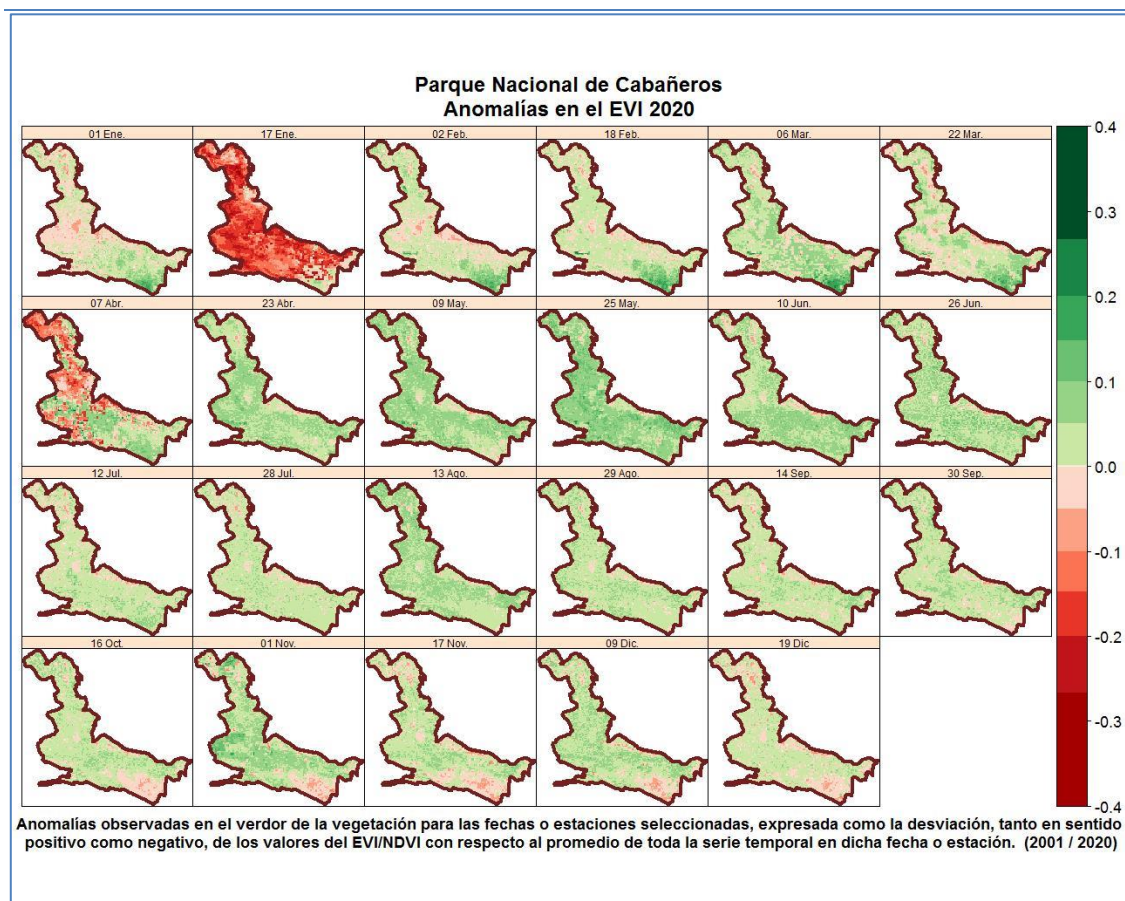 Parque Nacional de Cabañeros
Anomalías en el EVI 2020
01 Ene.
17 Ene.
02 Feb.
18 Feb.
06 Mar.
22 Mar.
07 Abr.
23 Abr.
09 May.
25 May.
10 Jun.
26 Jun.
12 Jul.
28 Jul.
13 Ago.
29 Ago.
14 Sep.
30 Sep.
16 Oct.
01 Nov.
17 Nov.
09 Dic.
19 Dic
0.4
0.3
0.2
0.1
0.0
-0.1
-0.2
-0.3
-0.4
Anomalías observadas en el verdor de la vegetación para las fechas o estaciones seleccionadas, expresada como la desviación, tanto en sentido
positivo como negativo, de los valores del EVI/NDVI con respecto al promedio de toda la serie temporal en dicha fecha o estación. (2001 / 2020)